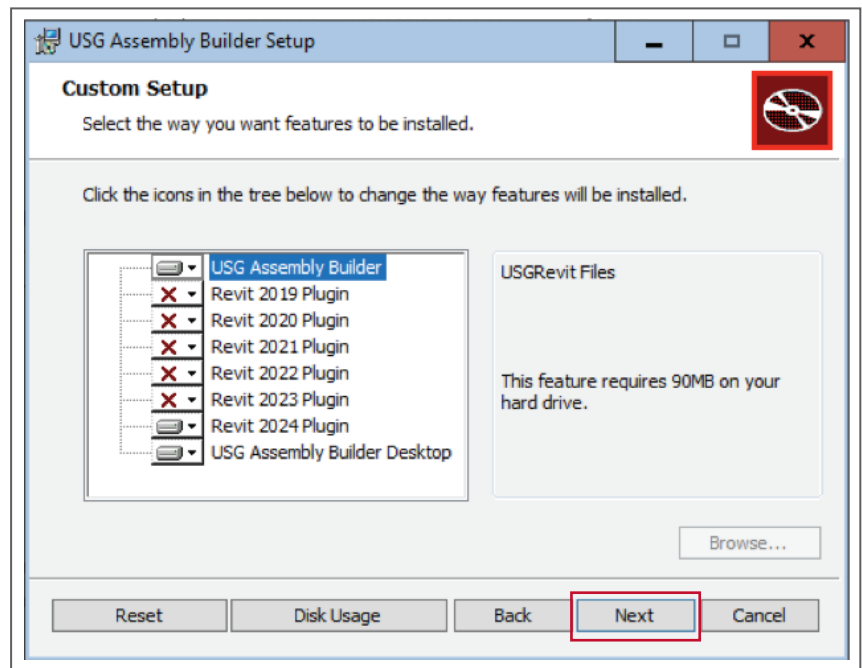 USG Assembly Builder Setup
Custom Setup
Select the way you want features to be installed.
Click the icons in the tree below to change the way features will be installed.
USG Assembly Builder
Revit 2019 Plugin
Revit 2020 Plugin
Revit 2021 Plugin
Revit 2022 Plugin
Revit 2023 Plugin
Revit 2024 Plugin
USG Assembly Builder Desktop
USGRevit Files
This feature requires 90MB on your
hard drive.
Browse...
Reset Disk Usage Back Next Cancel